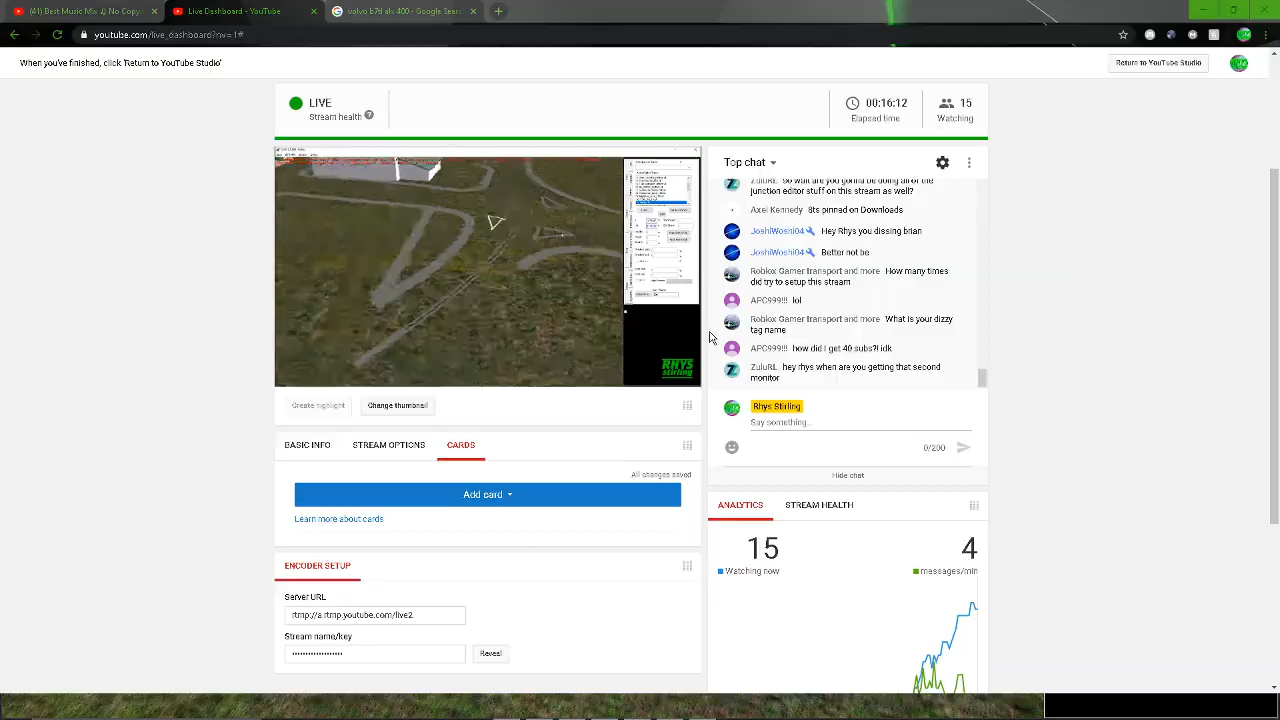 (41) Best Music Mix ♫ No Copyri
Live Dashboard - YouTube
volvo b7tl alx 400 - Google Sear
youtube.com/live_dashboard?nv=1#
When you've finished, click 'Return to YouTube Studio'
Return to YouTube Studio
LIVE
Stream health
00:16:12
Elapsed time
15
Watching
RHYS
stirling
Create highlight
Change thumbnail
BASIC INFO
STREAM OPTIONS
CARDS
All changes saved
Add card
Learn more about cards
ENCODER SETUP
Server URL
rtmp://a.rtmp.youtube.com/live2
Stream name/key
••••••••••••••••••••
Reveal
Top chat
ZuluRL so wait are you gonna be doing all of the
junction editor stuff on this stream as well?
Axel Kennedy Sts pinned on Download
JoshiWoshi04 Hey Rhys you dissing brian
JoshiWoshi04 Better not be
Roblox Gamer transport and more How many times
did try to setup this stream
APC999!!! lol
Roblox Gamer transport and more What is your dizzy
tag name
APC999!!! how did I get 40 subs?! idk
ZuluRL hey rhys when are you getting that second
monitor
Rhys Stirling
Say something...
0/200
Hide chat
ANALYTICS
STREAM HEALTH
15
Watching now
4
messages/min